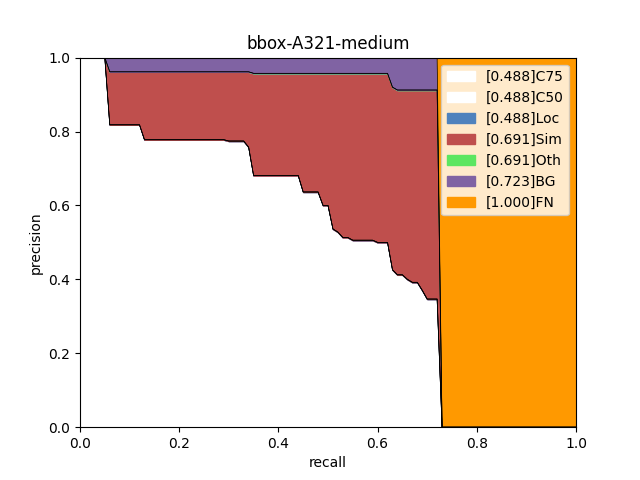 bbox-A321-medium
1.0
0.8
0.6
0.4
0.2
0.0
precision
[0.488]C75
[0.488]C50
[0.488]Loc
[0.691]Sim
[0.691]Oth
[0.723]BG
[1.000]FN
0.0 0.2 0.4 0.6 0.8 1.0
recall